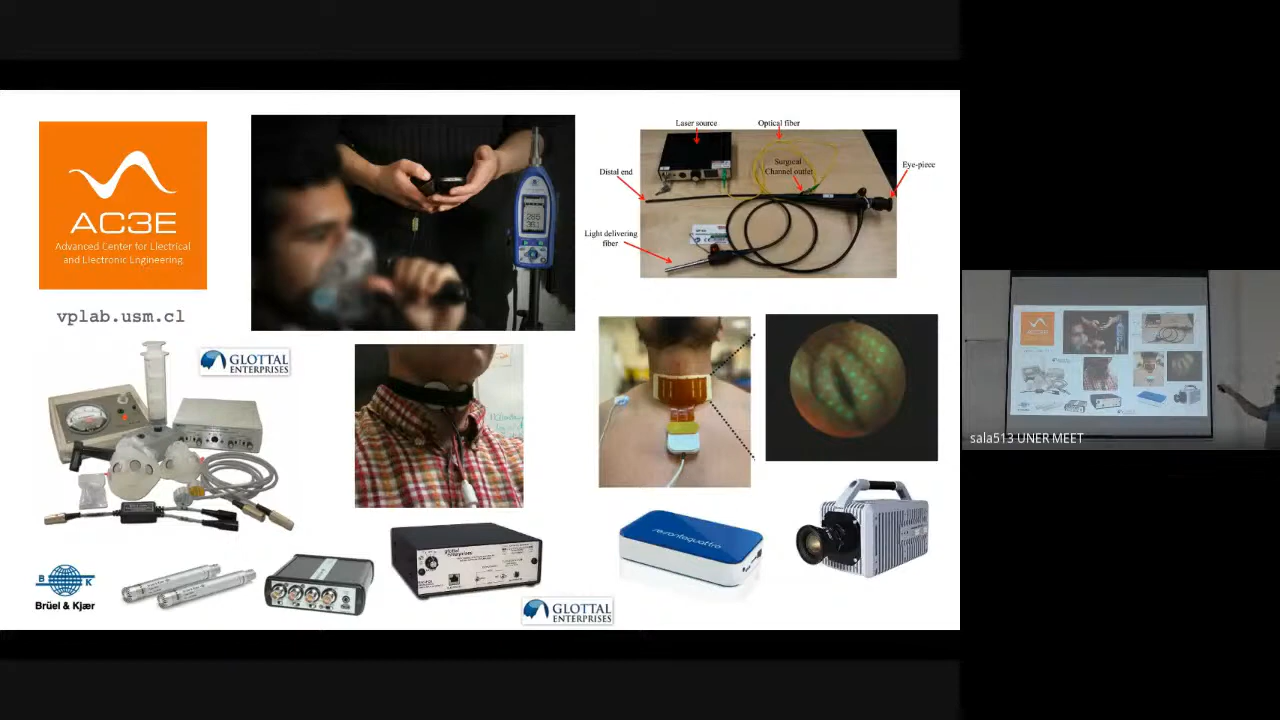 AC3E
Advanced Center for Electrical
and Electronic Engineering
vplab.usm.cl
Laser source
Optical fiber
Surgical
Channel outlet
Eye-piece
Distal end
Light delivering
fiber
GLOTTAL
ENTERPRISES
B K
Brüel & Kjær
GLOTTAL
ENTERPRISES
sessantaquattro
sala513 UNER MEET